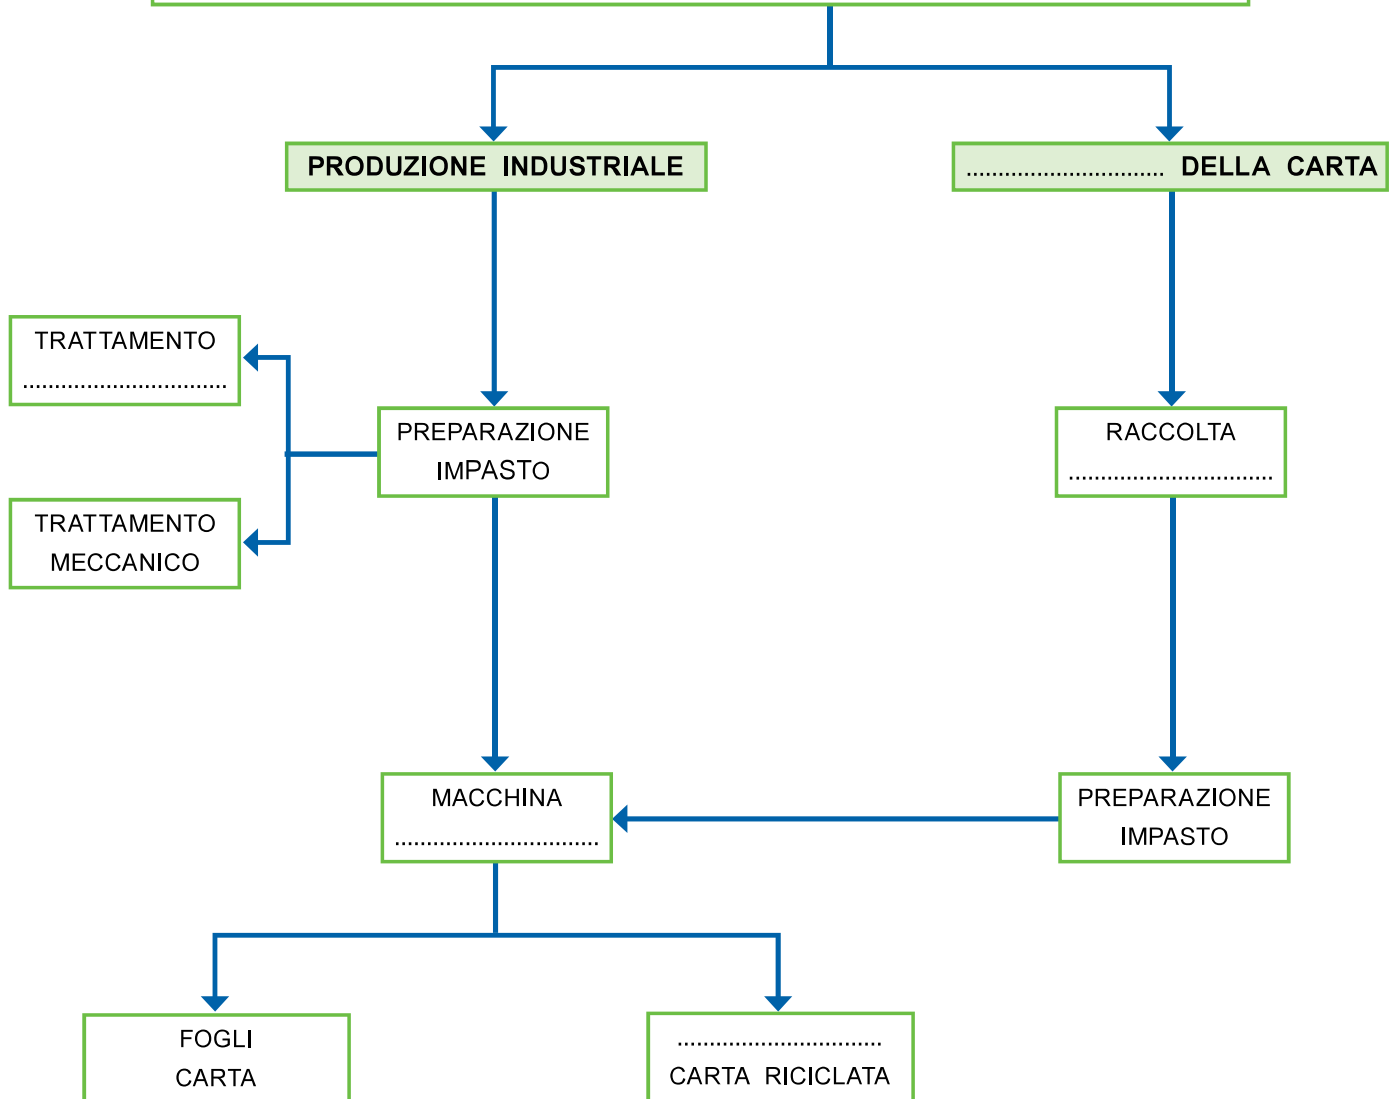 PRODUZIONE INDUSTRIALE
................................ DELLA CARTA
TRATTAMENTO
................................
PREPARAZIONE
IMPASTO
RACCOLTA
................................
TRATTAMENTO
MECCANICO
MACCHINA
................................
PREPARAZIONE
IMPASTO
FOGLI
CARTA
................................
CARTA RICICLATA